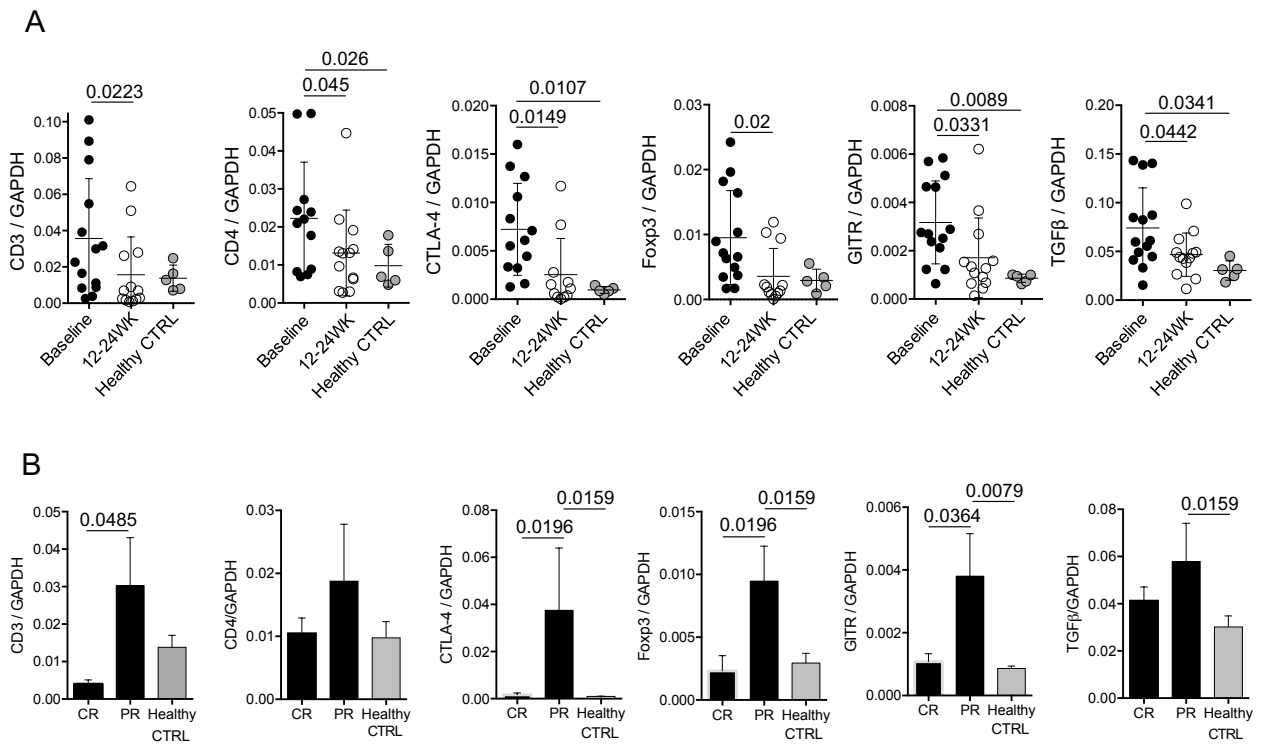 A
0.0223
CD3 / GAPDH
0.10
0.08
0.06
0.04
0.02
0.00
Baseline
12-24WK
Healthy CTRL
0.026
0.045
CD4 / GAPDH
0.05
0.04
0.03
0.02
0.01
0.00
Baseline
12-24WK
Healthy CTRL
0.0107
0.0149
CTLA-4 / GAPDH
0.020
0.015
0.010
0.005
0.000
Baseline
12-24WK
Healthy CTRL
0.02
Foxp3 / GAPDH
0.03
0.02
0.01
0.00
Baseline
12-24WK
Healthy CTRL
0.0089
0.0331
GITR / GAPDH
0.008
0.006
0.004
0.002
0.000
Baseline
12-24WK
Healthy CTRL
0.0341
0.0442
TGFβ / GAPDH
0.20
0.15
0.10
0.05
0.00
Baseline
12-24WK
Healthy CTRL
B
0.0485
CD3 / GAPDH
0.05
0.04
0.03
0.02
0.01
0.00
CR PR Healthy
CTRL
CD4/GAPDH
0.03
0.02
0.01
0.00
CR PR Healthy
CTRL
0.0159
0.0196
CTLA-4 / GAPDH
0.08
0.06
0.04
0.02
0.00
CR PR Healthy
CTRL
0.0159
0.0196
Foxp3 / GAPDH
0.015
0.010
0.005
0.000
CR PR Healthy
CTRL
0.0079
0.0364
GITR / GAPDH
0.006
0.004
0.002
0.000
CR PR Healthy
CTRL
0.0159
TGFβ/GAPDH
0.08
0.06
0.04
0.02
0.00
CR PR Healthy
CTRL